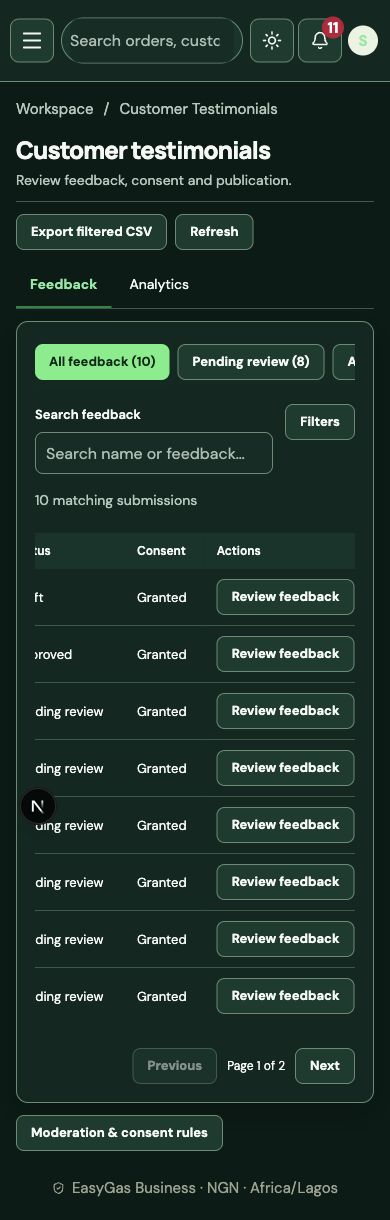 Search orders, custo
11
S
Workspace / Customer Testimonials
Customer testimonials
Review feedback, consent and publication.
Export filtered CSV Refresh
Feedback Analytics
All feedback (10) Pending review (8) A
Search feedback
Filters
Search name or feedback...
10 matching submissions
tus Consent Actions
ft Granted Review feedback
proved Granted Review feedback
ding review Granted Review feedback
ding review Granted Review feedback
N
ding review Granted Review feedback
ding review Granted Review feedback
ding review Granted Review feedback
ding review Granted Review feedback
Previous Page 1 of 2 Next
Moderation & consent rules
EasyGas Business · NGN · Africa/Lagos